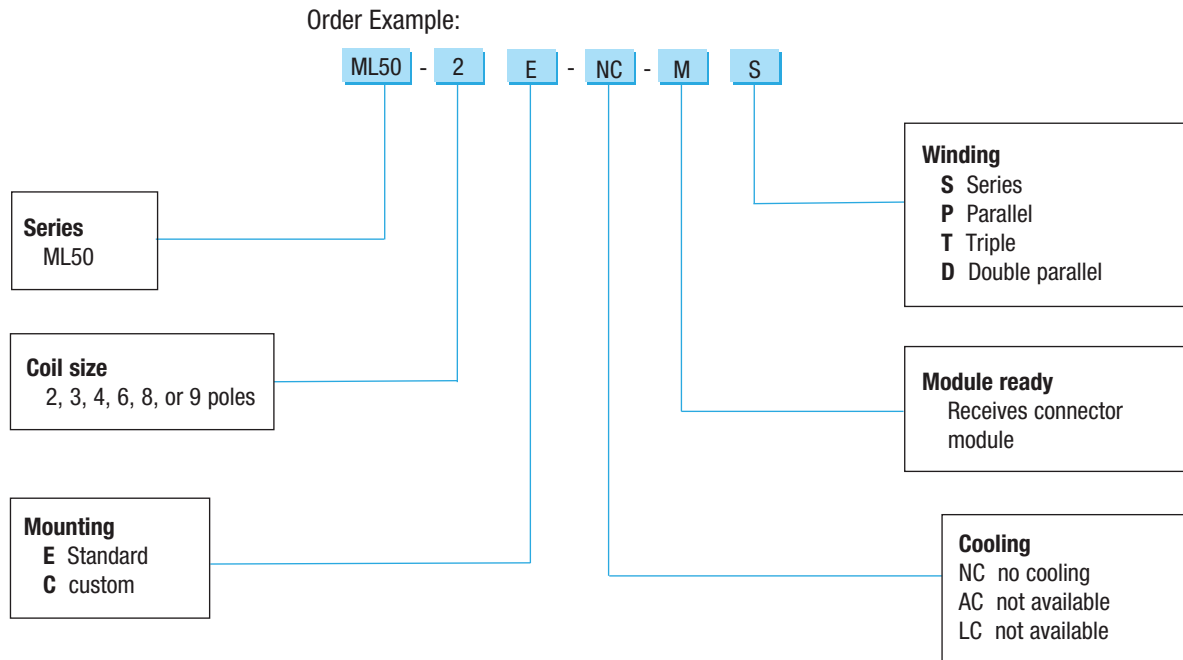 Order Example:
ML50 - 2 E - NC - M S
Series
ML50
Coil size
2, 3, 4, 6, 8, or 9 poles
Mounting
E Standard
C custom
Winding
S Series
P Parallel
T Triple
D Double parallel
Module ready
Receives connector
module
Cooling
NC no cooling
AC not available
LC not available